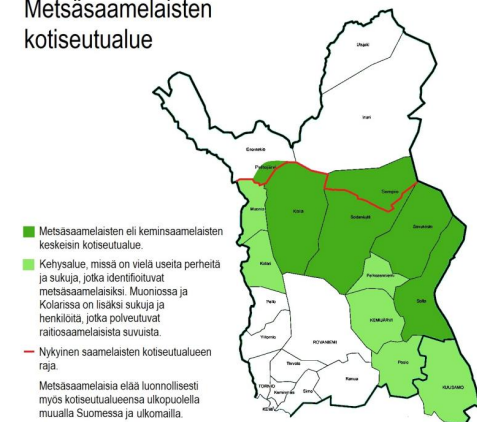 Metsäsaamelaisten
kotiseutualue
Utsjoki
Inari
Enontekiö
Muonio
Kittilä
Sodankylä
Savukoski
Kolari
Pelkosenniemi
Salla
Pello
KEMIJÄRVI
Ylitornio
ROVANIEMI
Tervola
Posio
Ranua
TORNIO
Keminmaa
Simo
KEMI
KUUSAMO
Metsäsaamelaisten eli keminsaamelaisten
keskeisin kotiseutualue.
Kehysalue, missä on vielä useita perheitä
ja sukuja, jotka identifioituvat
metsäsaamelaisiksi. Muoniossa ja
Kolarissa on lisäksi sukuja ja
henkilöitä, jotka polveutuvat
raitiosaamelaisista suvuista.
Nykyinen saamelaisten kotiseutualueen
raja.
Metsäsaamelaisia elää luonnollisesti
myös kotiseutualueensa ulkopuolella
muualla Suomessa ja ulkomailla.